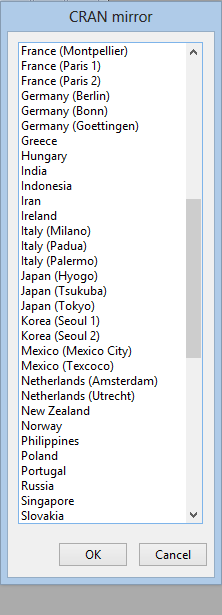 CRAN mirror
France (Montpellier)
France (Paris 1)
France (Paris 2)
Germany (Berlin)
Germany (Bonn)
Germany (Goettingen)
Greece
Hungary
India
Indonesia
Iran
Ireland
Italy (Milano)
Italy (Padua)
Italy (Palermo)
Japan (Hyogo)
Japan (Tsukuba)
Japan (Tokyo)
Korea (Seoul 1)
Korea (Seoul 2)
Mexico (Mexico City)
Mexico (Texcoco)
Netherlands (Amsterdam)
Netherlands (Utrecht)
New Zealand
Norway
Philippines
Poland
Portugal
Russia
Singapore
Slovakia
OK Cancel